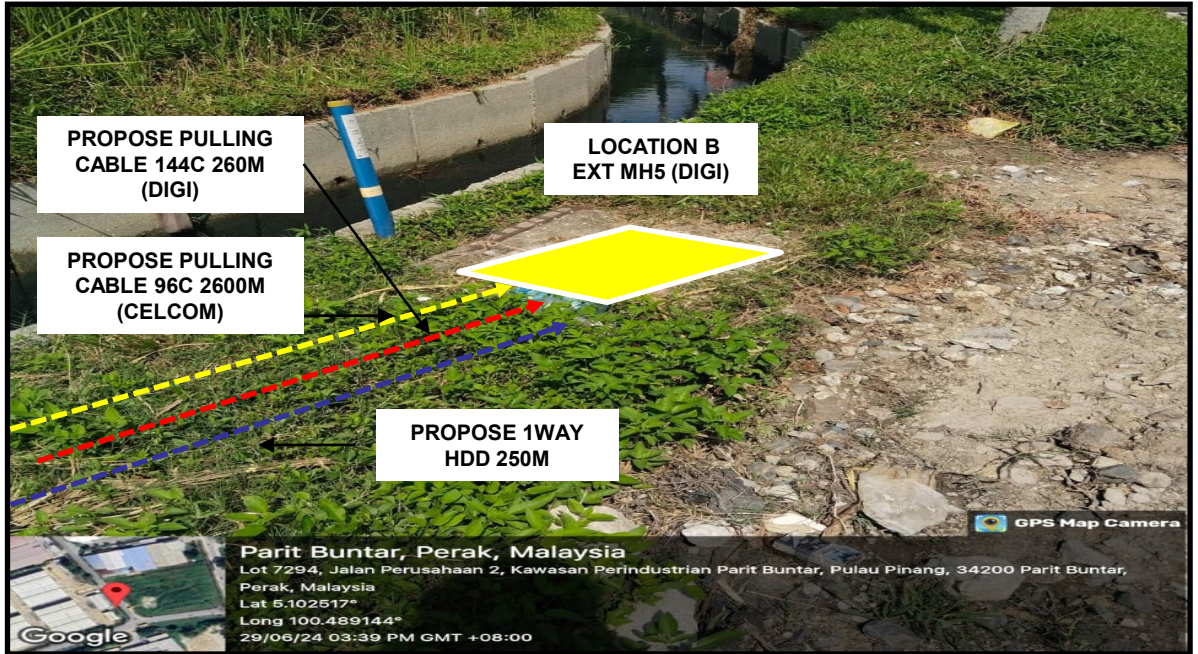 PROPOSE PULLING
CABLE 144C 260M
(DIGI)
LOCATION B
EXT MH5 (DIGI)
PROPOSE PULLING
CABLE 96C 2600M
(CELCOM)
PROPOSE 1WAY
HDD 250M
GPS Map Camera
Parit Buntar, Perak, Malaysia
Lot 7294, Jalan Perusahaan 2, Kawasan Perindustrian Parit Buntar, Pulau Pinang, 34200 Parit Buntar,
Perak, Malaysia
Lat 5.102517°
Long 100.489144°
29/06/24 03:39 PM GMT +08:00
Google